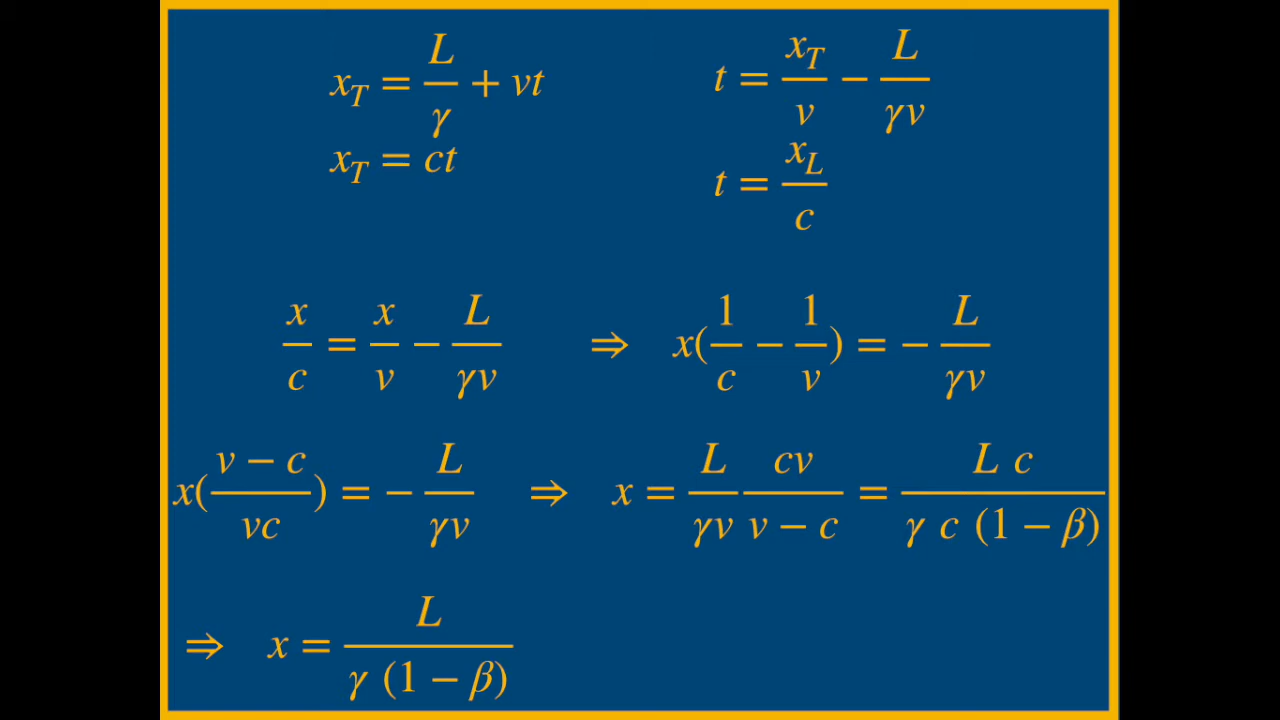 x_T = L/γ + vt
t = x_T/v − L/(γv)
x_T = ct
t = x_L/c
x/c = x/v − L/(γv) ⇒ x(1/c − 1/v) = − L/(γv)
x((v − c)/(vc)) = − L/(γv) ⇒ x = L/(γv) cv/(v − c) = L c/(γ c (1 − β))
⇒ x = L/(γ (1 − β))